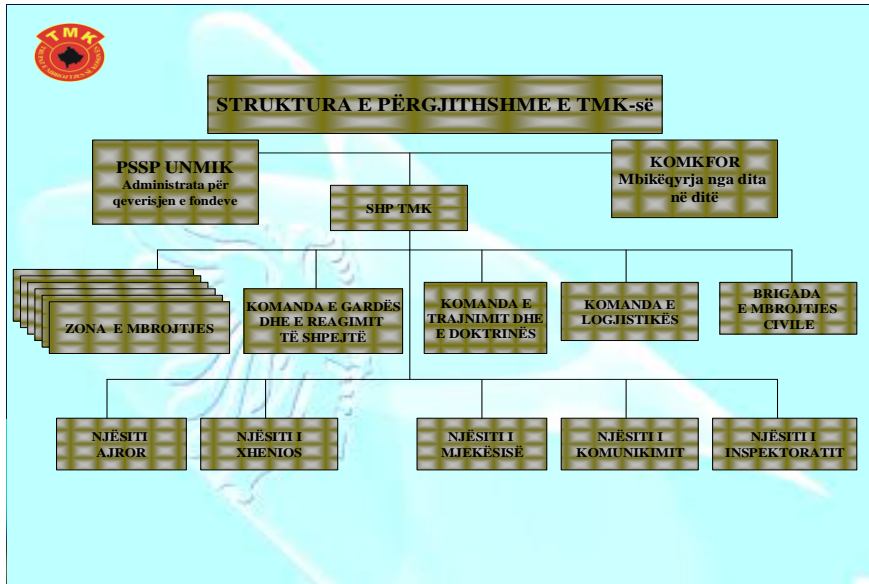 TMK
STRUKTURA E PËRGJITHSHME E TMK-së
PSSP UNMIK
Administrata për
qeverisjen e fondeve
KOMKFOR
Mbikëqyrja nga dita
në ditë
SHP TMK
ZONA E MBROJTJES
KOMANDA E GARDËS
DHE E REAGIMIT
TË SHPEJTË
KOMANDA E
TRAJNIMIT DHE
E DOKTRINËS
KOMANDA E
LOGJISTIKËS
BRIGADA
E MBROJTJES
CIVILE
NJËSITI
AJROR
NJËSITI I
XHENIOS
NJËSITI I
MJEKËSISË
NJËSITI I
KOMUNIKIMIT
NJËSITI I
INSPEKTORATIT